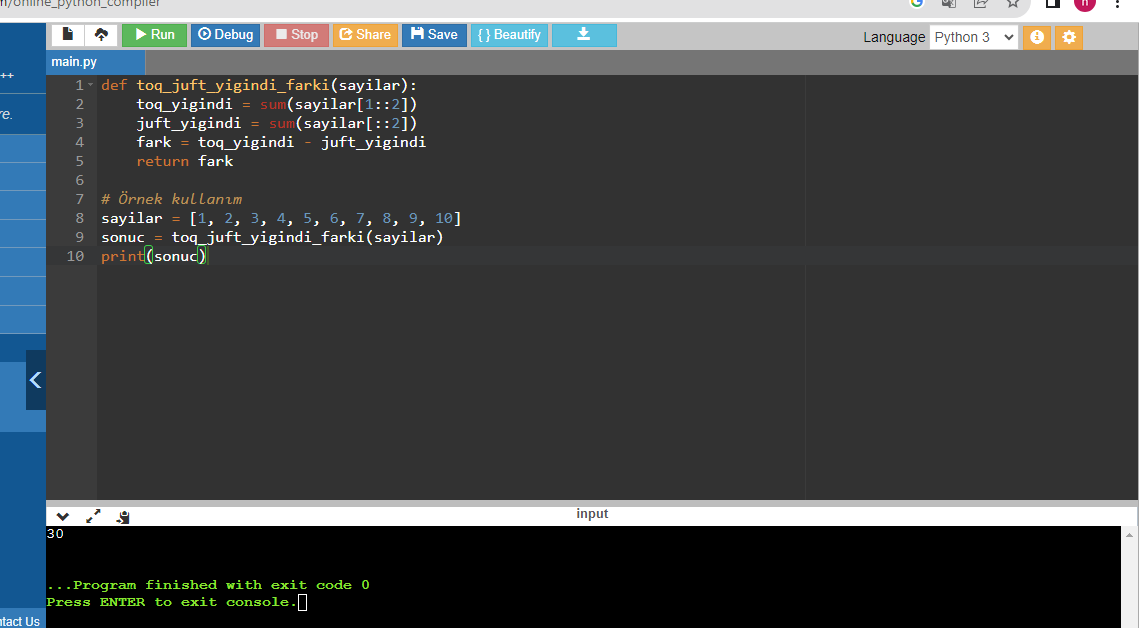 /online_python_compiler
Run Debug Stop Share Save { } Beautify
Language Python 3
main.py
++
1 def toq_juft_yigindi_farki(sayilar):
2 toq_yigindi = sum(sayilar[1::2])
3 juft_yigindi = sum(sayilar[::2])
4 fark = toq_yigindi - juft_yigindi
5 return fark
6
7 # Örnek kullanım
8 sayilar = [1, 2, 3, 4, 5, 6, 7, 8, 9, 10]
9 sonuc = toq_juft_yigindi_farki(sayilar)
10 print(sonuc)
re.
input
30
...Program finished with exit code 0
Press ENTER to exit console.
tact Us